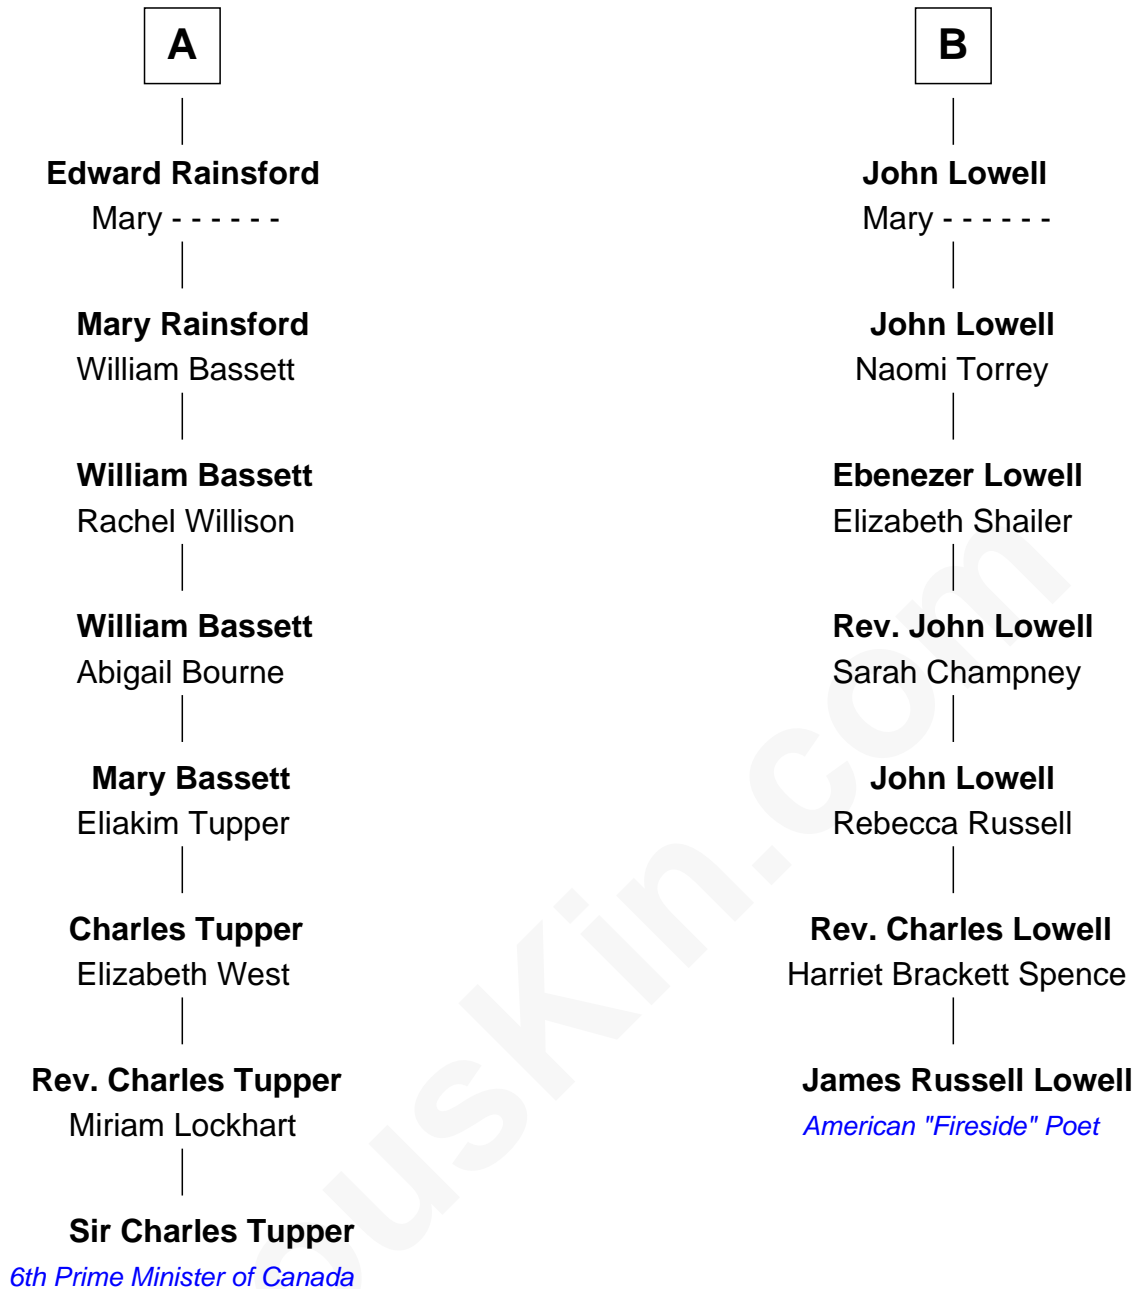 A
Edward Rainsford
Mary - - - - - -
Mary Rainsford
William Bassett
William Bassett
Rachel Willison
William Bassett
Abigail Bourne
Mary Bassett
Eliakim Tupper
Charles Tupper
Elizabeth West
Rev. Charles Tupper
Miriam Lockhart
Sir Charles Tupper
6th Prime Minister of Canada
B
John Lowell
Mary - - - - - -
John Lowell
Naomi Torrey
Ebenezer Lowell
Elizabeth Shailer
Rev. John Lowell
Sarah Champney
John Lowell
Rebecca Russell
Rev. Charles Lowell
Harriet Brackett Spence
James Russell Lowell
American "Fireside" Poet
usKin.com